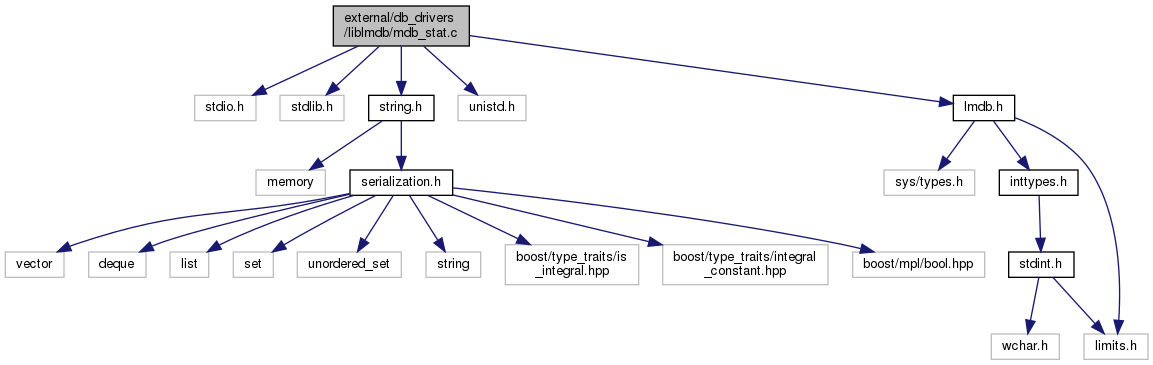 external/db_drivers
/liblmdb/mdb_stat.c
stdio.h
stdlib.h
string.h
unistd.h
lmdb.h
memory
serialization.h
sys/types.h
inttypes.h
vector
deque
list
set
unordered_set
string
boost/type_traits/is
_integral.hpp
boost/type_traits/integral
_constant.hpp
boost/mpl/bool.hpp
stdint.h
wchar.h
limits.h